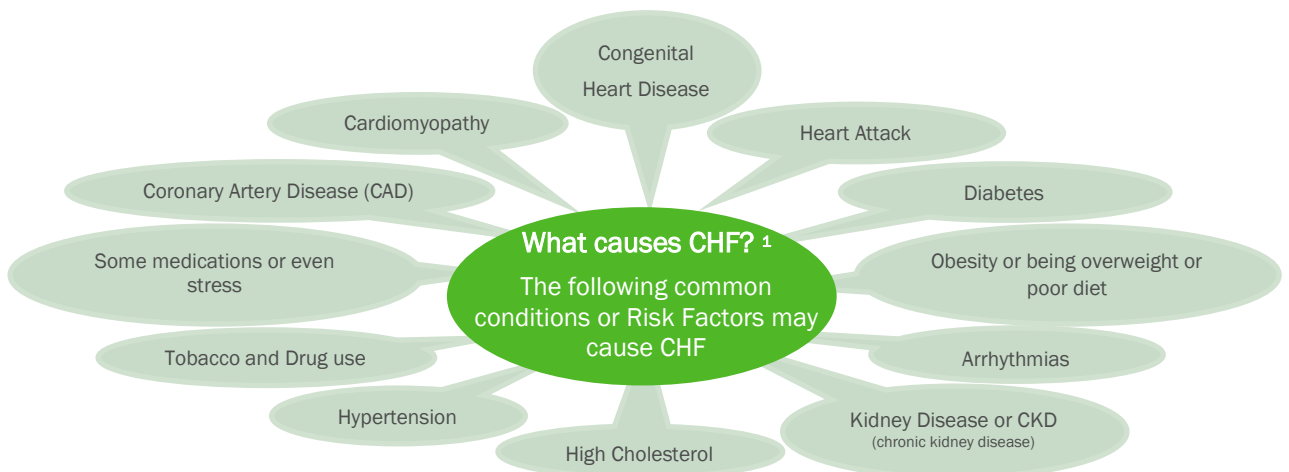 Congenital
Heart Disease
Cardiomyopathy
Heart Attack
Coronary Artery Disease (CAD)
Diabetes
What causes CHF? ¹
Some medications or even
stress
Obesity or being overweight or
poor diet
The following common
conditions or Risk Factors may
cause CHF
Tobacco and Drug use
Arrhythmias
Hypertension
Kidney Disease or CKD
(chronic kidney disease)
High Cholesterol